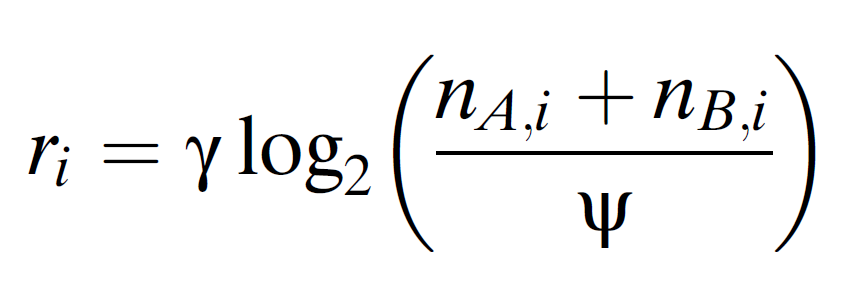 r_i = γ log_2 ( (n_{A,i} + n_{B,i}) / ψ )